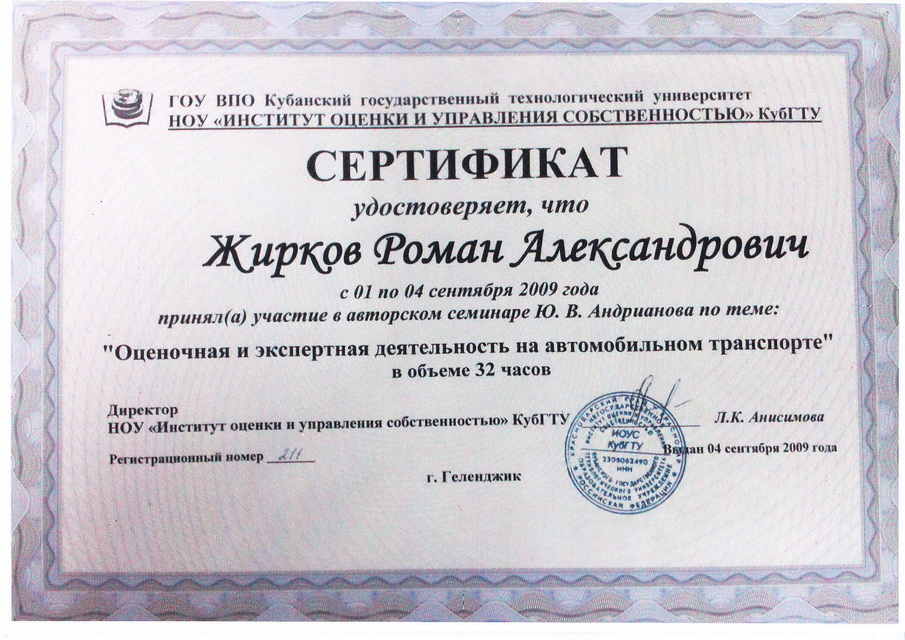 ГОУ ВПО Кубанский государственный технологический университет
НОУ «ИНСТИТУТ ОЦЕНКИ И УПРАВЛЕНИЯ СОБСТВЕННОСТЬЮ» КубГТУ
СЕРТИФИКАТ
удостоверяет, что
Жирков Роман Александрович
с 01 по 04 сентября 2009 года
принял(а) участие в авторском семинаре Ю. В. Андрианова по теме:
"Оценочная и экспертная деятельность на автомобильном транспорте"
в объеме 32 часов
Директор
НОУ «Институт оценки и управления собственностью» КубГТУ
Л.К. Анисимова
Регистрационный номер 211
Выдан 04 сентября 2009 года
г. Геленджик
ИОУС
КубГТУ
2308062490
ИНН
РОССИЙСКАЯ ФЕДЕРАЦИЯ